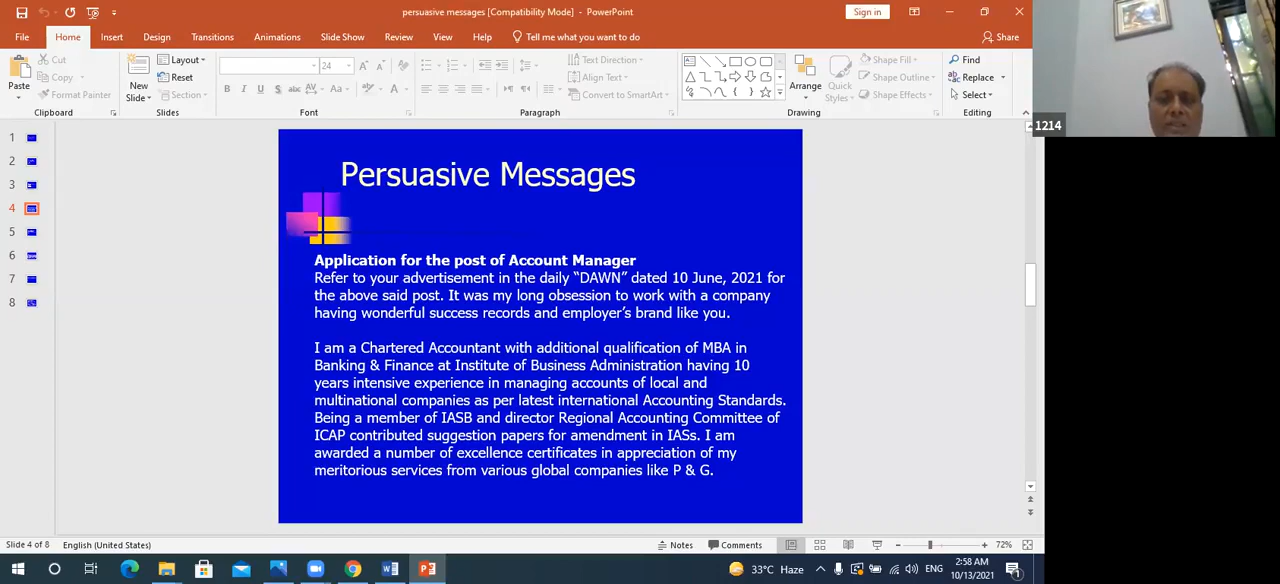 persuasive messages [Compatibility Mode] - PowerPoint
Sign in
File Home Insert Design Transitions Animations Slide Show Review View Help Tell me what you want to do
Share
Paste
Cut
Copy
Format Painter
Clipboard
New Slide
Layout
Reset
Section
Slides
24
Font
Text Direction
Align Text
Convert to SmartArt
Paragraph
Arrange
Quick Styles
Shape Fill
Shape Outline
Shape Effects
Drawing
Find
Replace
Select
Editing
1214
1
2
3
4
5
6
7
8
Persuasive Messages
Application for the post of Account Manager
Refer to your advertisement in the daily “DAWN” dated 10 June, 2021 for
the above said post. It was my long obsession to work with a company
having wonderful success records and employer’s brand like you.
I am a Chartered Accountant with additional qualification of MBA in
Banking & Finance at Institute of Business Administration having 10
years intensive experience in managing accounts of local and
multinational companies as per latest international Accounting Standards.
Being a member of IASB and director Regional Accounting Committee of
ICAP contributed suggestion papers for amendment in IASs. I am
awarded a number of excellence certificates in appreciation of my
meritorious services from various global companies like P & G.
Slide 4 of 8 English (United States)
Notes Comments 72%
33°C Haze
ENG
2:58 AM
10/13/2021